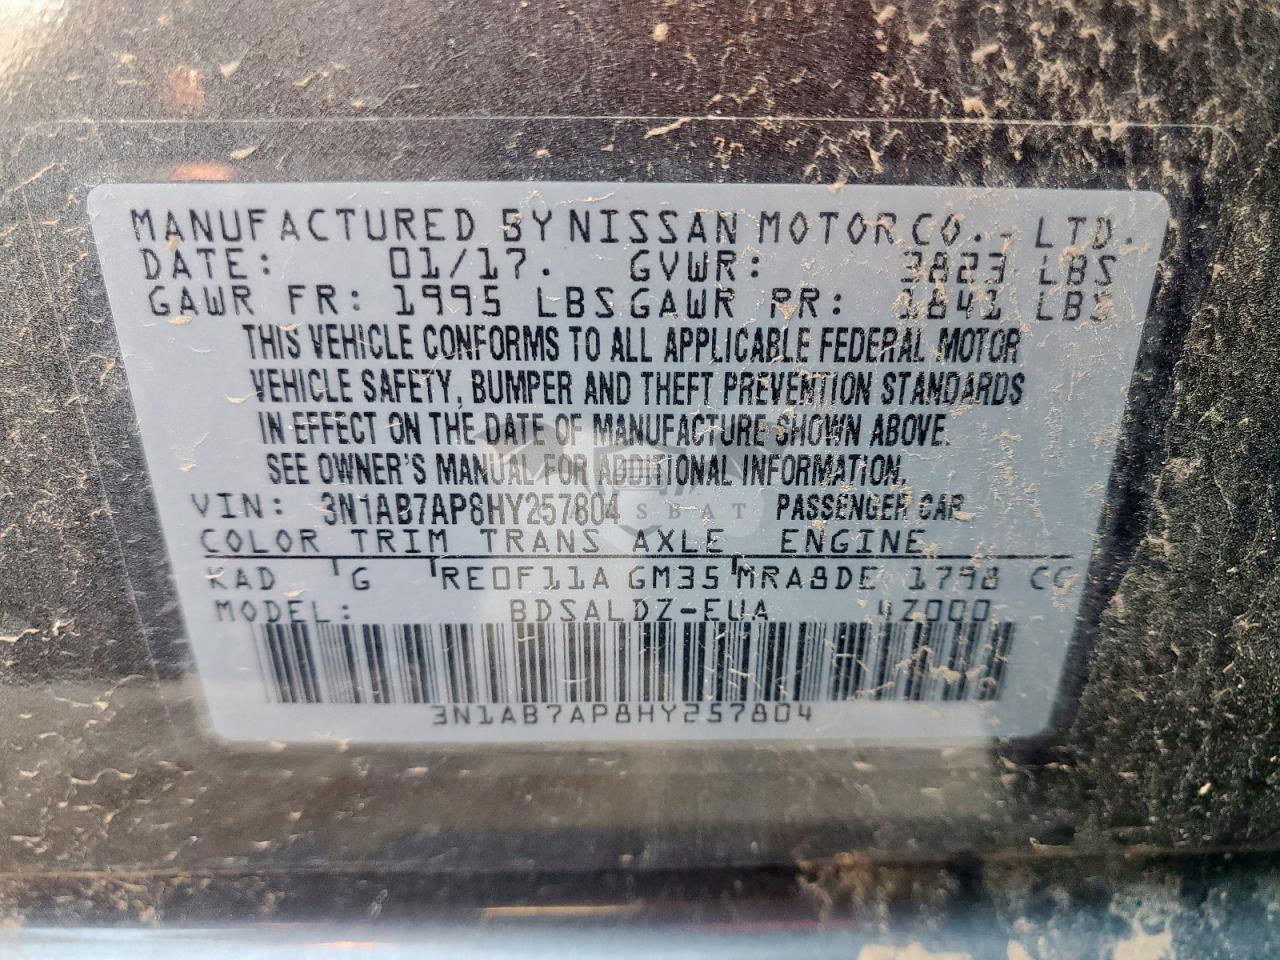 MANUFACTURED BY NISSAN MOTOR CO., LTD.
DATE: 01/17. GVWR: 3823 LBS
GAWR FR: 1995 LBS GAWR RR: 1841 LBS
THIS VEHICLE CONFORMS TO ALL APPLICABLE FEDERAL MOTOR
VEHICLE SAFETY, BUMPER AND THEFT PREVENTION STANDARDS
IN EFFECT ON THE DATE OF MANUFACTURE SHOWN ABOVE.
SEE OWNER'S MANUAL FOR ADDITIONAL INFORMATION.
VIN: 3N1AB7AP8HY257804 PASSENGER CAR
COLOR TRIM TRANS AXLE ENGINE
KAD G RE0F11A GM35 MRA8DE 1798 CC
MODEL: BDSALDZ-EUA 4Z000
3N1AB7AP8HY257804